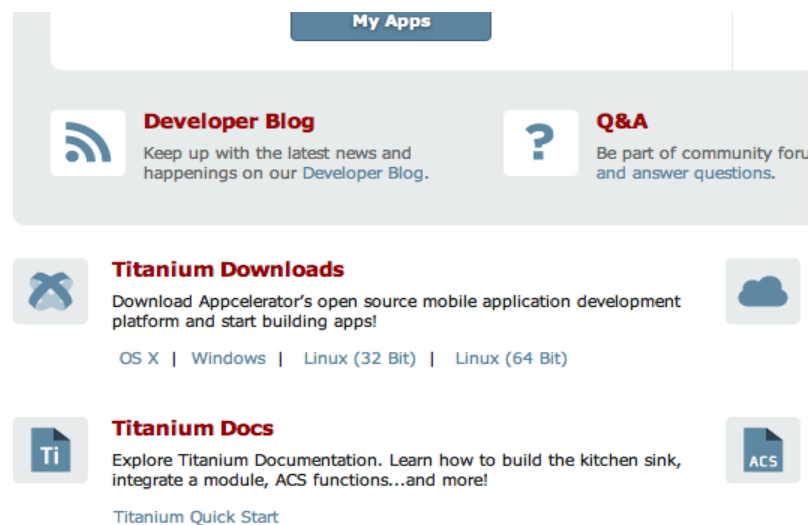 My Apps
Developer Blog
Keep up with the latest news and
happenings on our Developer Blog.
?
Q&A
Be part of community
and answer questions.
Titanium Downloads
Download Appcelerator’s open source mobile application development
platform and start building apps!
OS X | Windows | Linux (32 Bit) | Linux (64 Bit)
Ti
Titanium Docs
Explore Titanium Documentation. Learn how to build the kitchen sink,
integrate a module, ACS functions...and more!
Titanium Quick Start
ACS